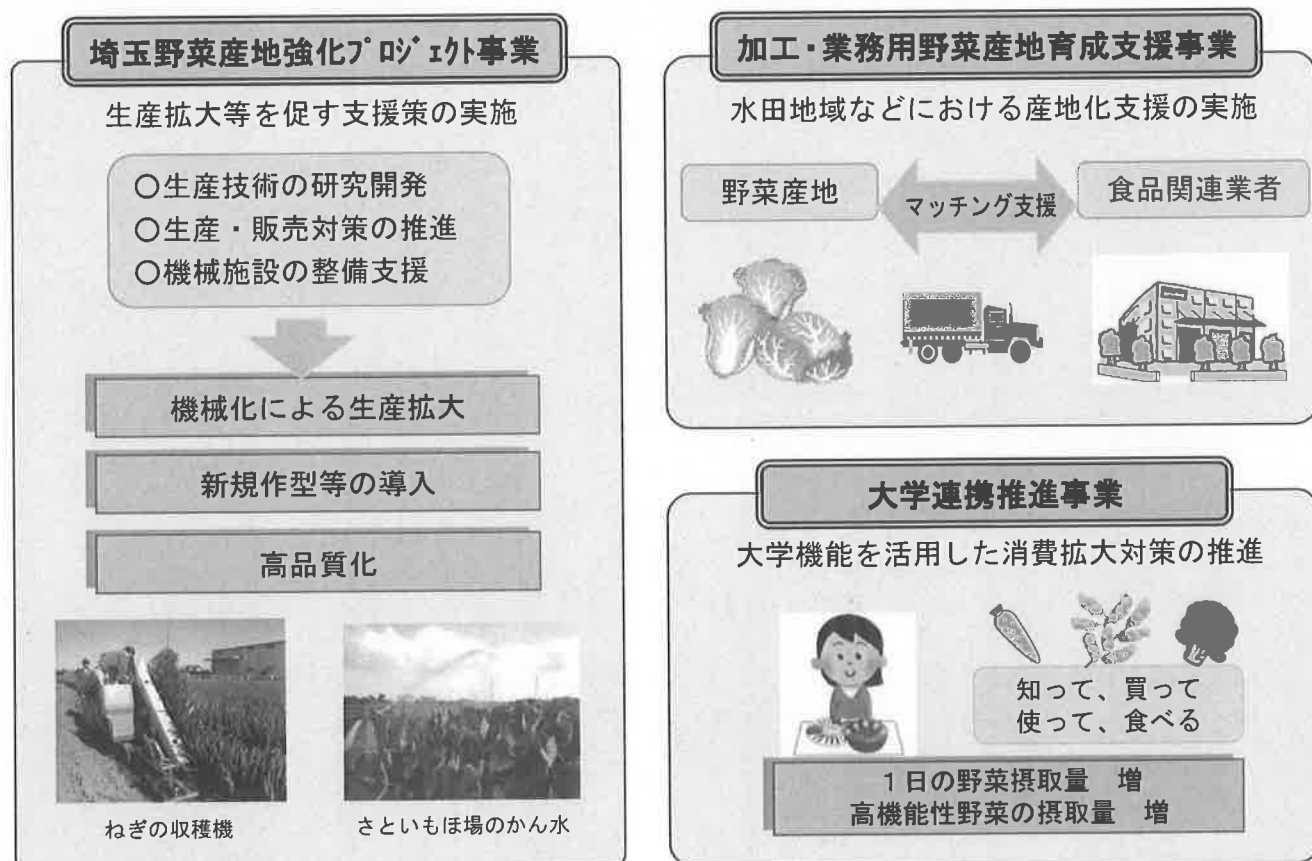 埼玉野菜産地強化プロジェクト事業
生産拡大等を促す支援策の実施
○生産技術の研究開発
○生産・販売対策の推進
○機械施設の整備支援
機械化による生産拡大
新規作型等の導入
高品質化
ねぎの収穫機
さといもほ場のかん水
加工・業務用野菜産地育成支援事業
水田地域などにおける産地化支援の実施
野菜産地
マッチング支援
食品関連業者
大学連携推進事業
大学機能を活用した消費拡大対策の推進
知って、買って
使って、食べる
1日の野菜摂取量 増
高機能性野菜の摂取量 増